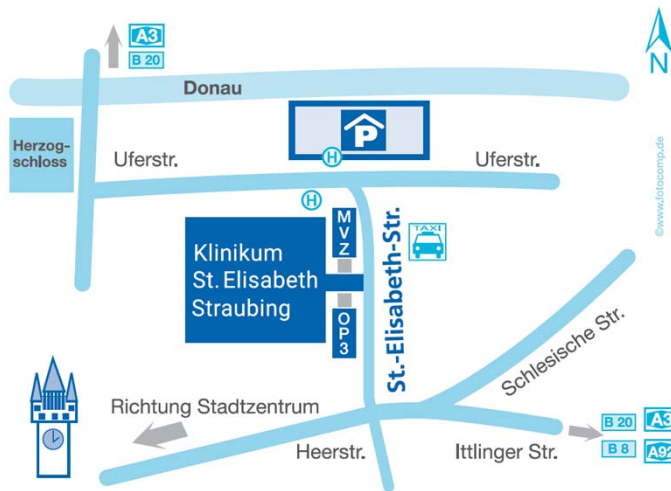 A3
B 20
N
Donau
Herzog-
schloss
P
H
Uferstr.
Uferstr.
©www.fotocomp.de
H
MVZ
TAXI
Klinikum
St. Elisabeth
Straubing
OP3
St.-Elisabeth-Str.
Schlesische Str.
Richtung Stadtzentrum
Heerstr.
Ittlinger Str.
B 20
A3
B 8
A92